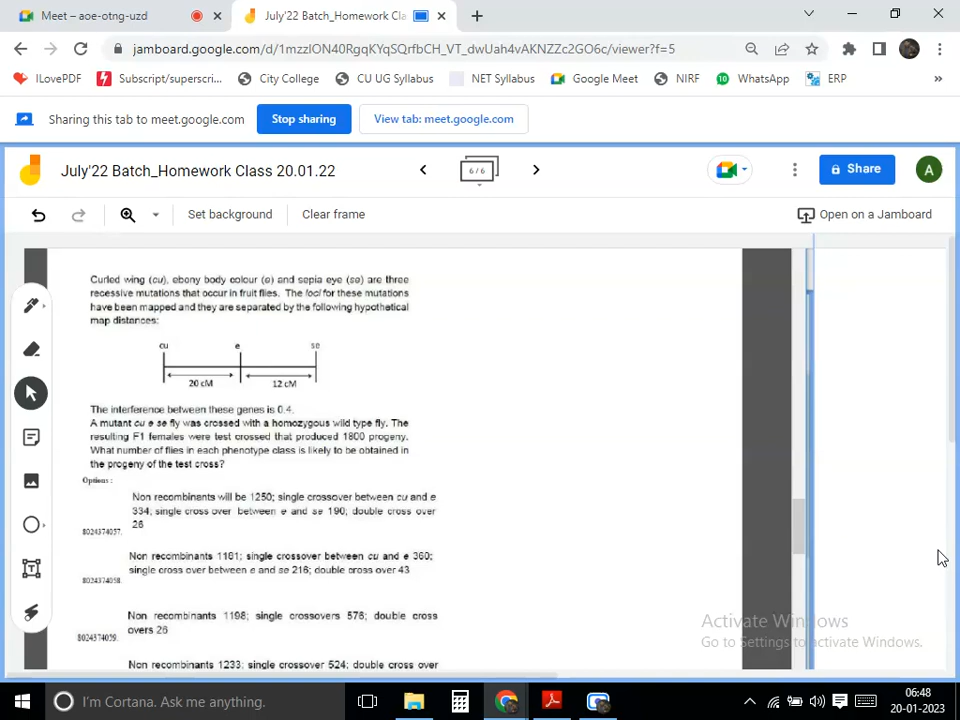 Meet – aoe-otng-uzd
July'22 Batch_Homework Cla
jamboard.google.com/d/1mzzlON40RgqKYqSQrfbCH_VT_dwUah4vAKNZZc2GO6c/viewer?f=5
ILovePDF
Subscript/superscri...
City College
CU UG Syllabus
NET Syllabus
Google Meet
NIRF
10
WhatsApp
ERP
»
Sharing this tab to meet.google.com
Stop sharing
View tab: meet.google.com
July'22 Batch_Homework Class 20.01.22
6/6
Share
A
Set background
Clear frame
Open on a Jamboard
Curled wing (cu), ebony body colour (e) and sepia eye (se) are three
recessive mutations that occur in fruit flies. The loci for these mutations
have been mapped and they are separated by the following hypothetical
map distances:
cu e se
20 cM 12 cM
The interference between these genes is 0.4.
A mutant cu e se fly was crossed with a homozygous wild type fly. The
resulting F1 females were test crossed that produced 1800 progeny.
What number of flies in each phenotype class is likely to be obtained in
the progeny of the test cross?
Options :
Non recombinants will be 1250; single crossover between cu and e
334; single cross over between e and se 190; double cross over
26
8024374057.
Non recombinants 1181; single crossover between cu and e 360;
single cross over between e and se 216; double cross over 43
8024374058.
Non recombinants 1198; single crossovers 576; double cross
overs 26
8024374059.
Non recombinants 1233; single crossover 524; double cross over
Activate Windows
Go to Settings to activate Windows.
I'm Cortana. Ask me anything.
06:48
20-01-2023